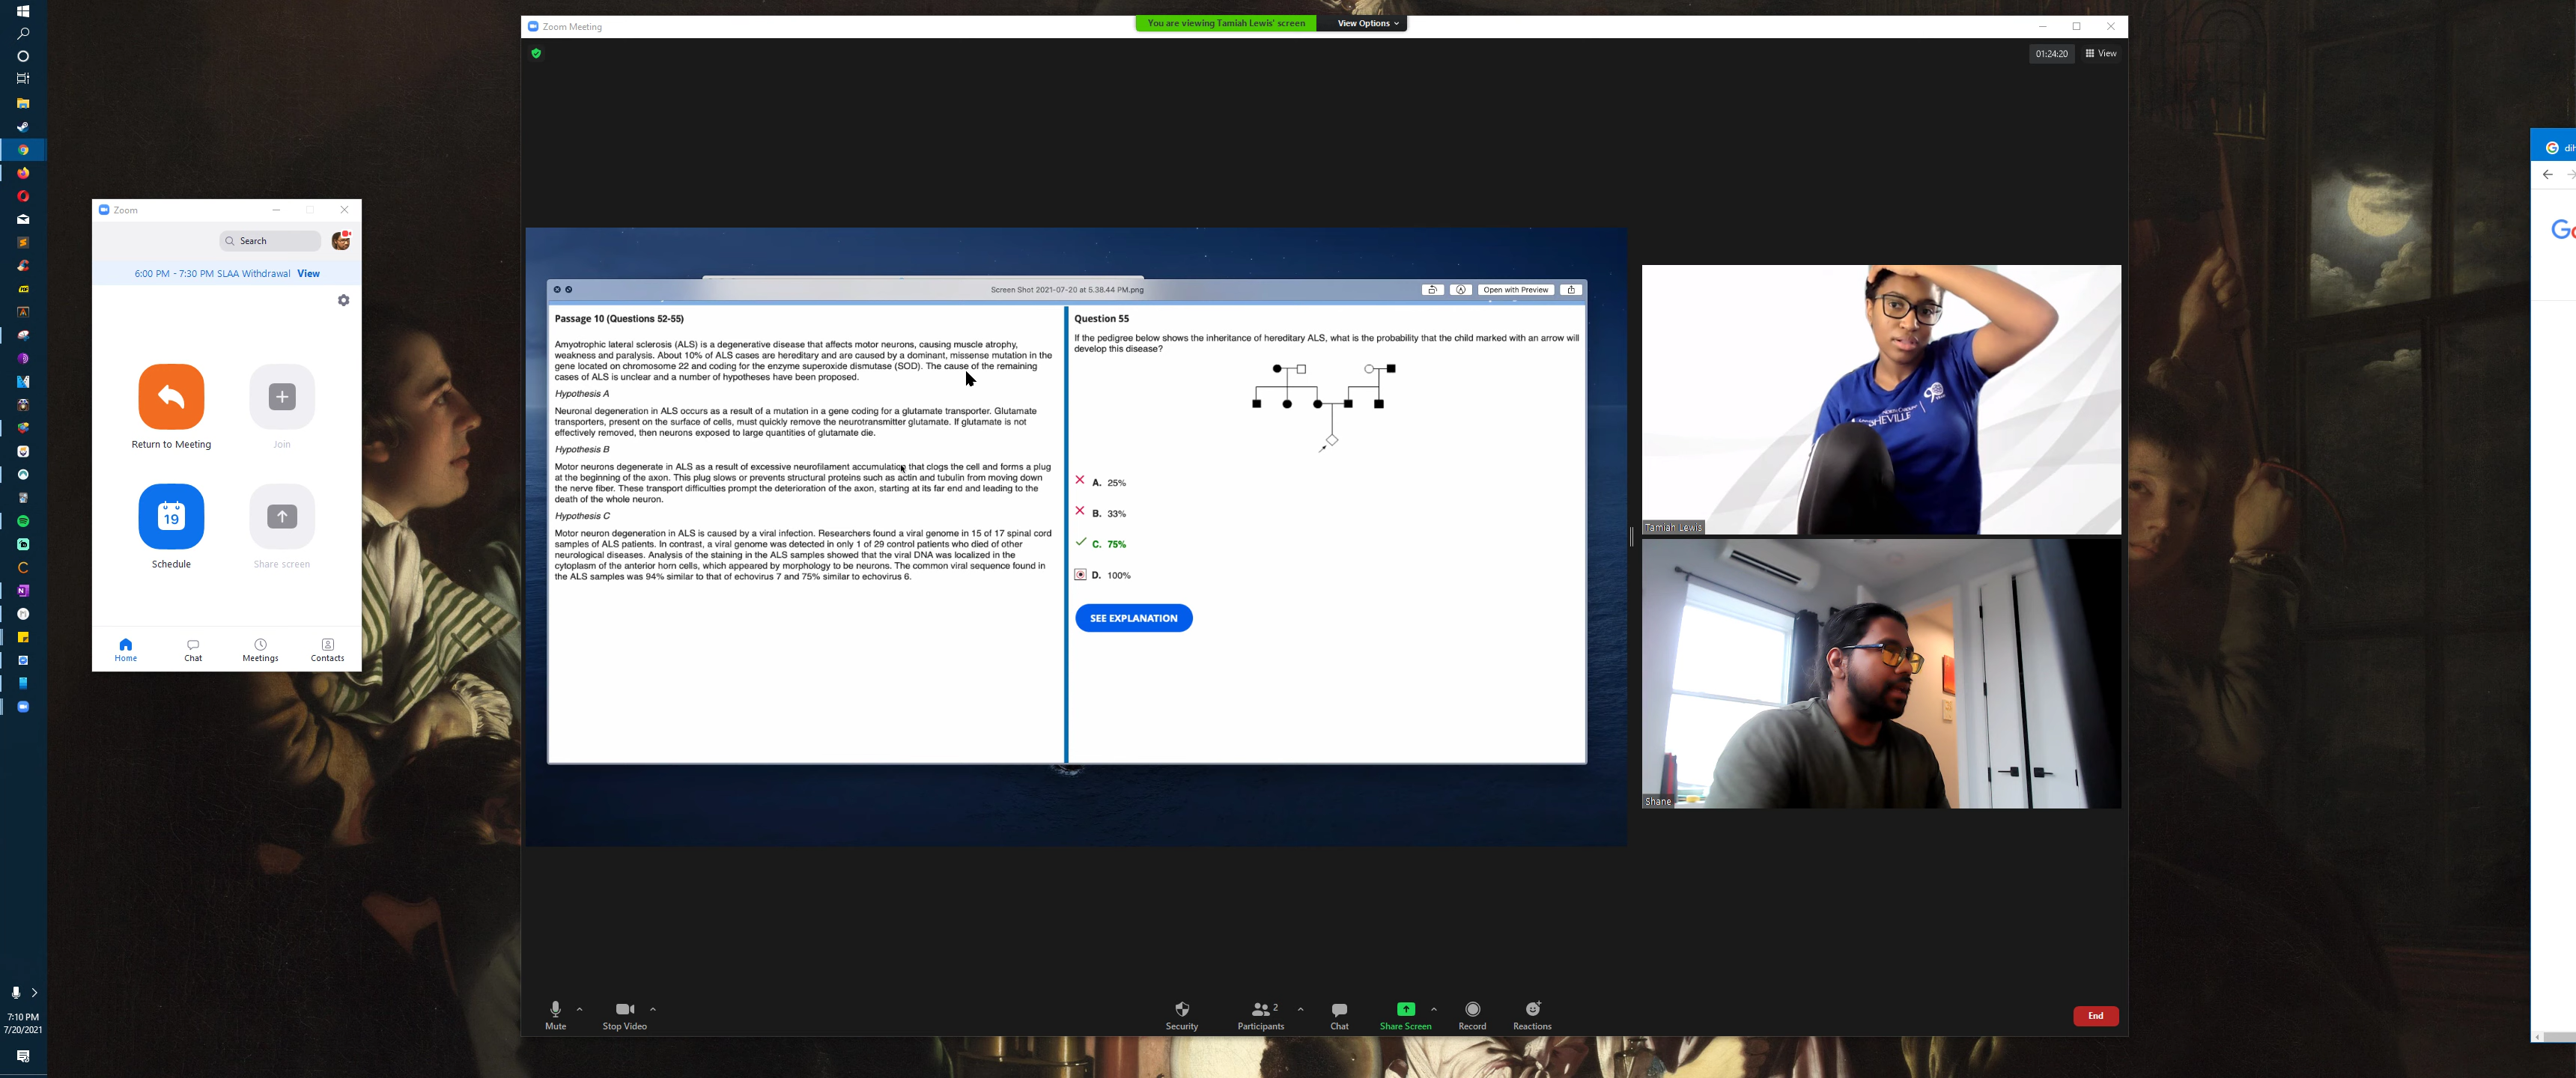 Zoom
Search
6:00 PM - 7:30 PM SLAA Withdrawal View
Return to Meeting
Join
19
Schedule
Share screen
Home
Chat
Meetings
Contacts
7:10 PM
7/20/2021
Zoom Meeting
You are viewing Tamiah Lewis' screen
View Options
01:24:20
View
Screen Shot 2021-07-20 at 5.38.44 PM.png
Open with Preview
Passage 10 (Questions 52-55)
Amyotrophic lateral sclerosis (ALS) is a degenerative disease that affects motor neurons, causing muscle atrophy,
weakness and paralysis. About 10% of ALS cases are hereditary and are caused by a dominant, missense mutation in the
gene located on chromosome 22 and coding for the enzyme superoxide dismutase (SOD). The cause of the remaining
cases of ALS is unclear and a number of hypotheses have been proposed.
Hypothesis A
Neuronal degeneration in ALS occurs as a result of a mutation in a gene coding for a glutamate transporter. Glutamate
transporters, present on the surface of cells, must quickly remove the neurotransmitter glutamate. If glutamate is not
effectively removed, then neurons exposed to large quantities of glutamate die.
Hypothesis B
Motor neurons degenerate in ALS as a result of excessive neurofilament accumulation that clogs the cell and forms a plug
at the beginning of the axon. This plug slows or prevents structural proteins such as actin and tubulin from moving down
the nerve fiber. These transport difficulties prompt the deterioration of the axon, starting at its far end and leading to the
death of the whole neuron.
Hypothesis C
Motor neuron degeneration in ALS is caused by a viral infection. Researchers found a viral genome in 15 of 17 spinal cord
samples of ALS patients. In contrast, a viral genome was detected in only 1 of 29 control patients who died of other
neurological diseases. Analysis of the staining in the ALS samples showed that the viral DNA was localized in the
cytoplasm of the anterior horn cells, which appeared by morphology to be neurons. The common viral sequence found in
the ALS samples was 94% similar to that of echovirus 7 and 75% similar to echovirus 6.
Question 55
If the pedigree below shows the inheritance of hereditary ALS, what is the probability that the child marked with an arrow will
develop this disease?
A. 25%
B. 33%
C. 75%
D. 100%
SEE EXPLANATION
NORTH CAROLINA
ASHEVILLE
90
Tamiah Lewis
Shane
Mute
Stop Video
Security
Participants
2
Chat
Share Screen
Record
Reactions
End